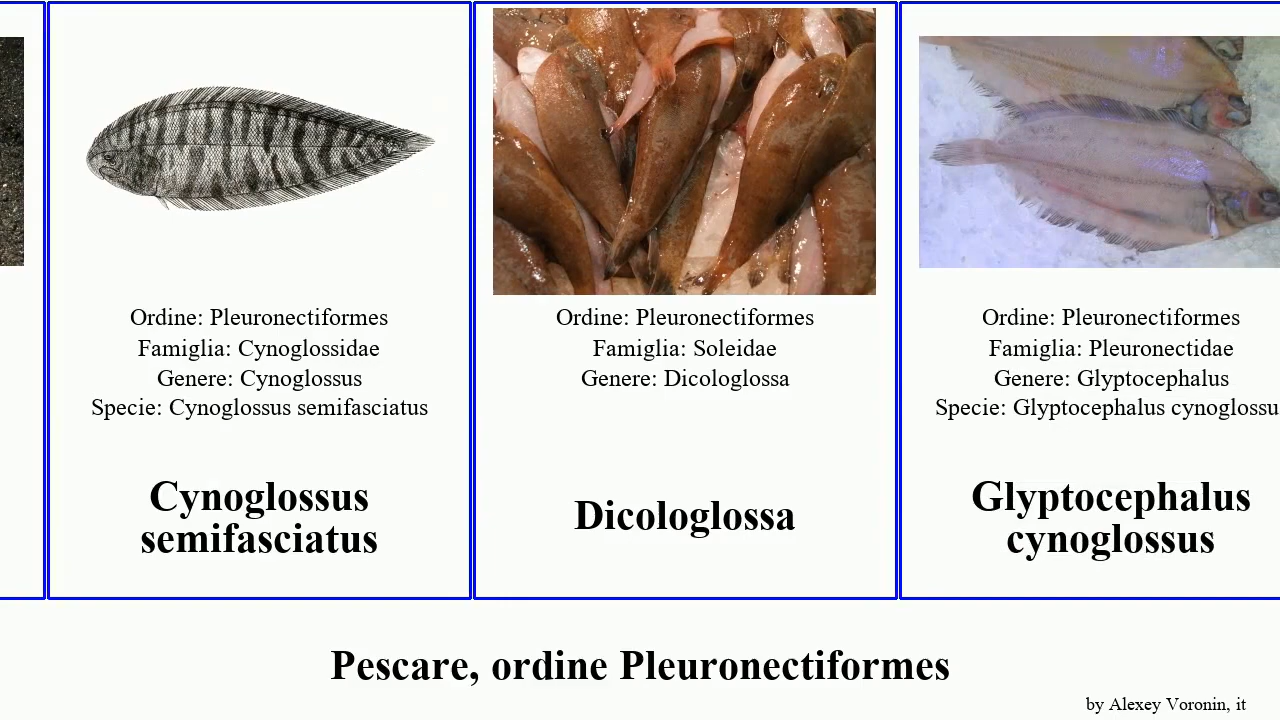 Ordine: Pleuronectiformes
Famiglia: Cynoglossidae
Genere: Cynoglossus
Specie: Cynoglossus semifasciatus
Cynoglossus
semifasciatus
Ordine: Pleuronectiformes
Famiglia: Soleidae
Genere: Dicologlossa
Dicologlossa
Ordine: Pleuronectiformes
Famiglia: Pleuronectidae
Genere: Glyptocephalus
Specie: Glyptocephalus cynoglossu
Glyptocephalus
cynoglossus
Pescare, ordine Pleuronectiformes
by Alexey Voronin, it